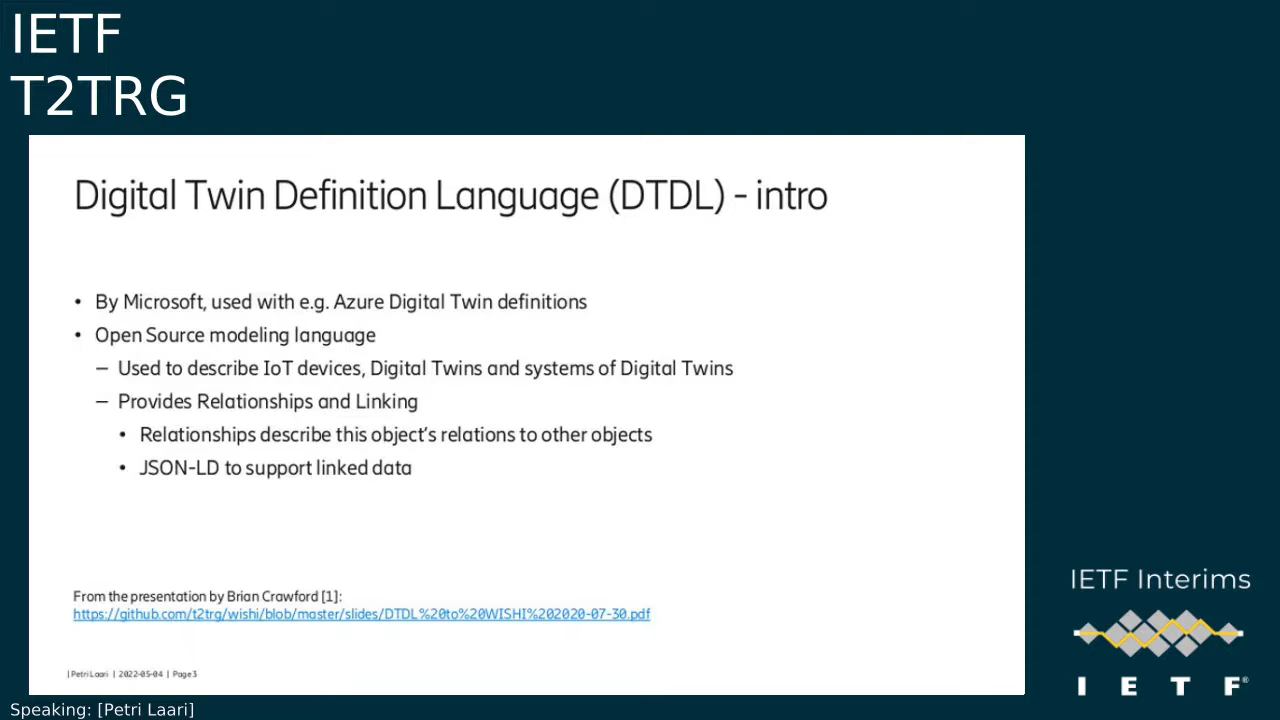 IETF
T2TRG
Digital Twin Definition Language (DTDL) - intro
• By Microsoft, used with e.g. Azure Digital Twin definitions
• Open Source modeling language
– Used to describe IoT devices, Digital Twins and systems of Digital Twins
– Provides Relationships and Linking
• Relationships describe this object’s relations to other objects
• JSON-LD to support linked data
From the presentation by Brian Crawford [1]:
https://github.com/t2trg/wishi/blob/master/slides/DTDL%20to%20WISHI%202020-07-30.pdf
| Petri Laari | 2022-05-04 | Page 3
IETF Interims
I E T F®
Speaking: [Petri Laari]